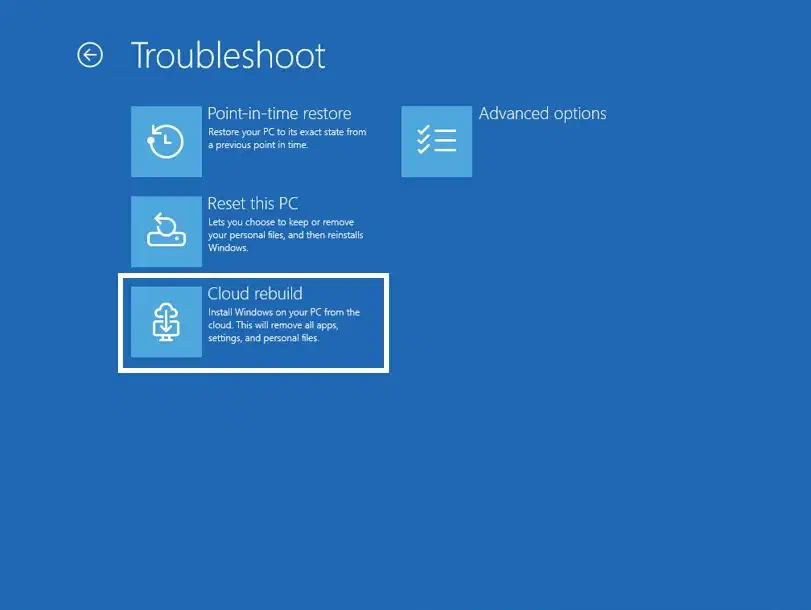 Troubleshoot
Point-in-time restore
Restore your PC to its exact state from
a previous point in time.
Advanced options
Reset this PC
Lets you choose to keep or remove
your personal files, and then reinstalls
Windows.
Cloud rebuild
Install Windows on your PC from the
cloud. This will remove all apps,
settings, and personal files.